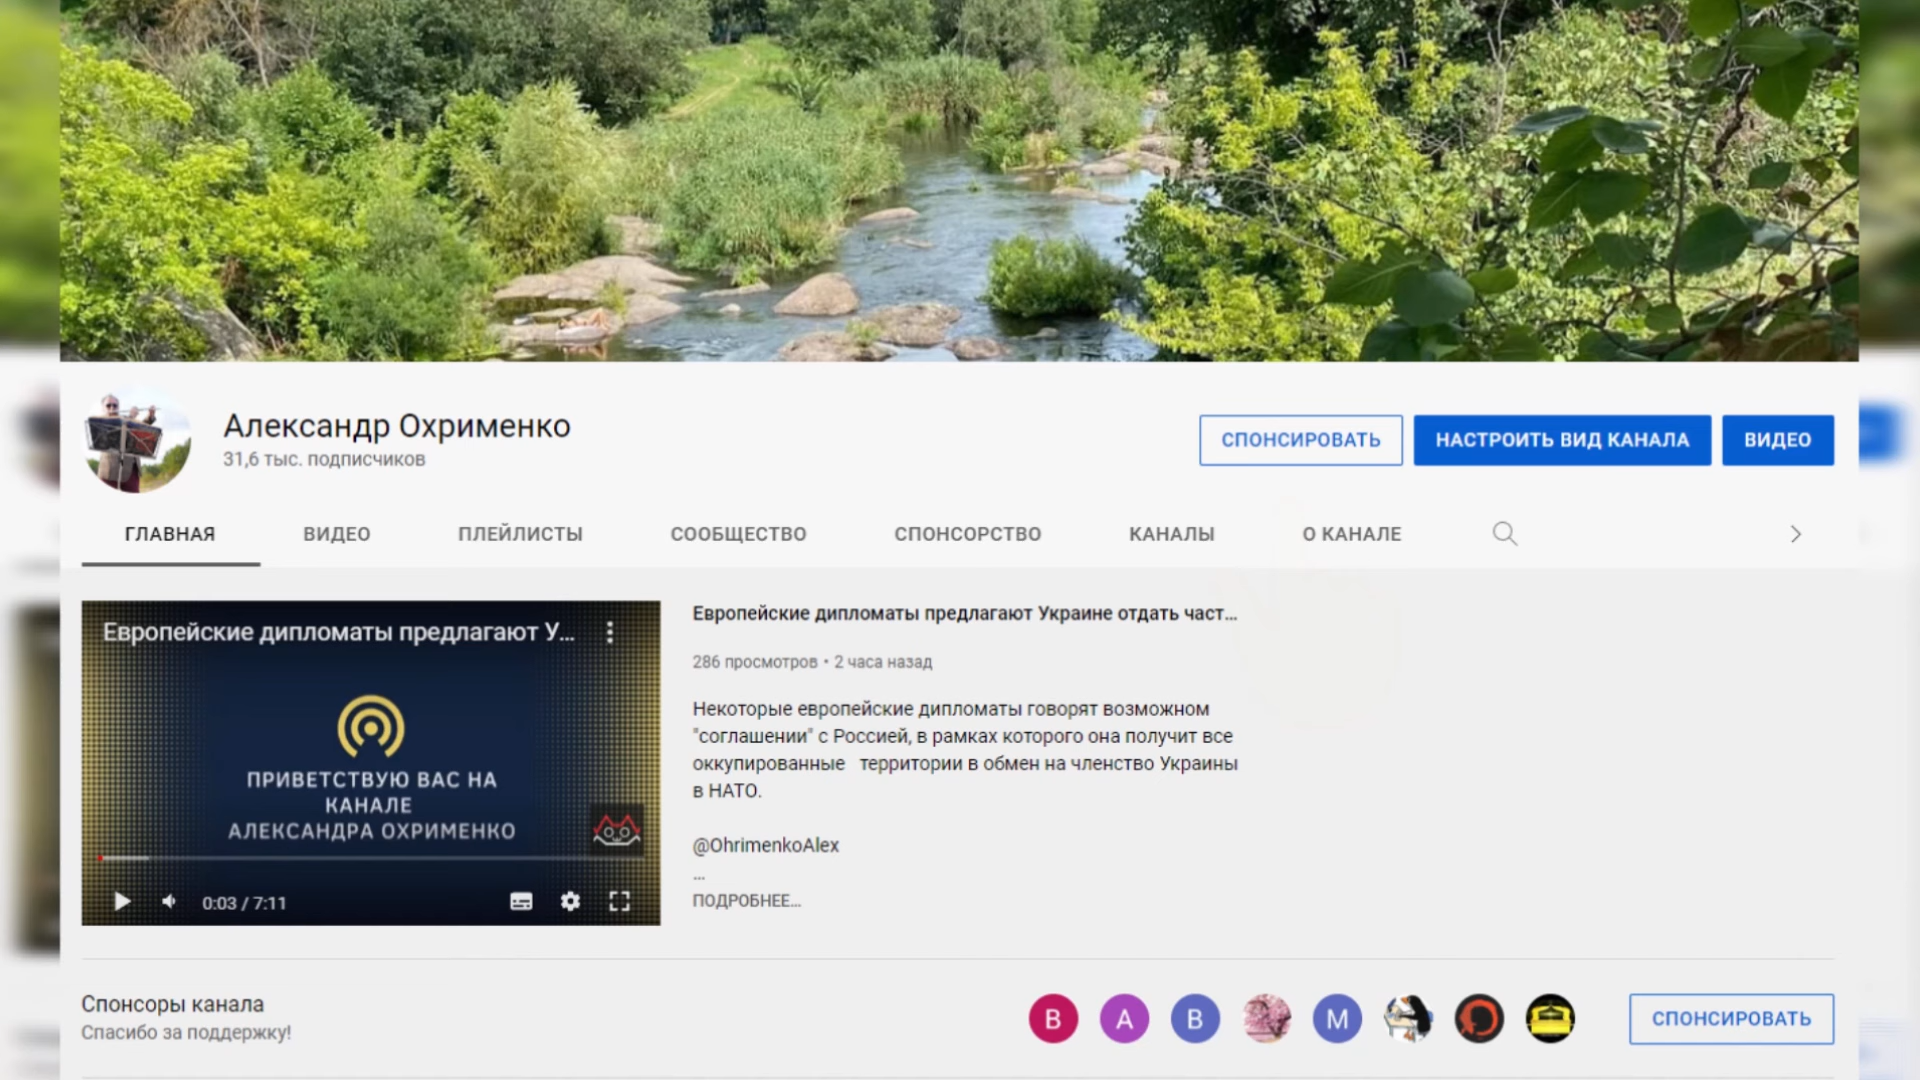 Александр Охрименко
31,6 тыс. подписчиков
СПОНСИРОВАТЬ
НАСТРОИТЬ ВИД КАНАЛА
ВИДЕО
ГЛАВНАЯ
ВИДЕО
ПЛЕЙЛИСТЫ
СООБЩЕСТВО
СПОНСОРСТВО
КАНАЛЫ
О КАНАЛЕ
Европейские дипломаты предлагают У...
ПРИВЕТСТВУЮ ВАС НА
КАНАЛЕ
АЛЕКСАНДРА ОХРИМЕНКО
0:03 / 7:11
Европейские дипломаты предлагают Украине отдать част...
286 просмотров • 2 часа назад
Некоторые европейские дипломаты говорят возможном
"соглашении" с Россией, в рамках которого она получит все
оккупированные   территории в обмен на членство Украины
в НАТО.
@OhrimenkoAlex
...
ПОДРОБНЕЕ...
Спонсоры канала
Спасибо за поддержку!
B
A
B
M
СПОНСИРОВАТЬ